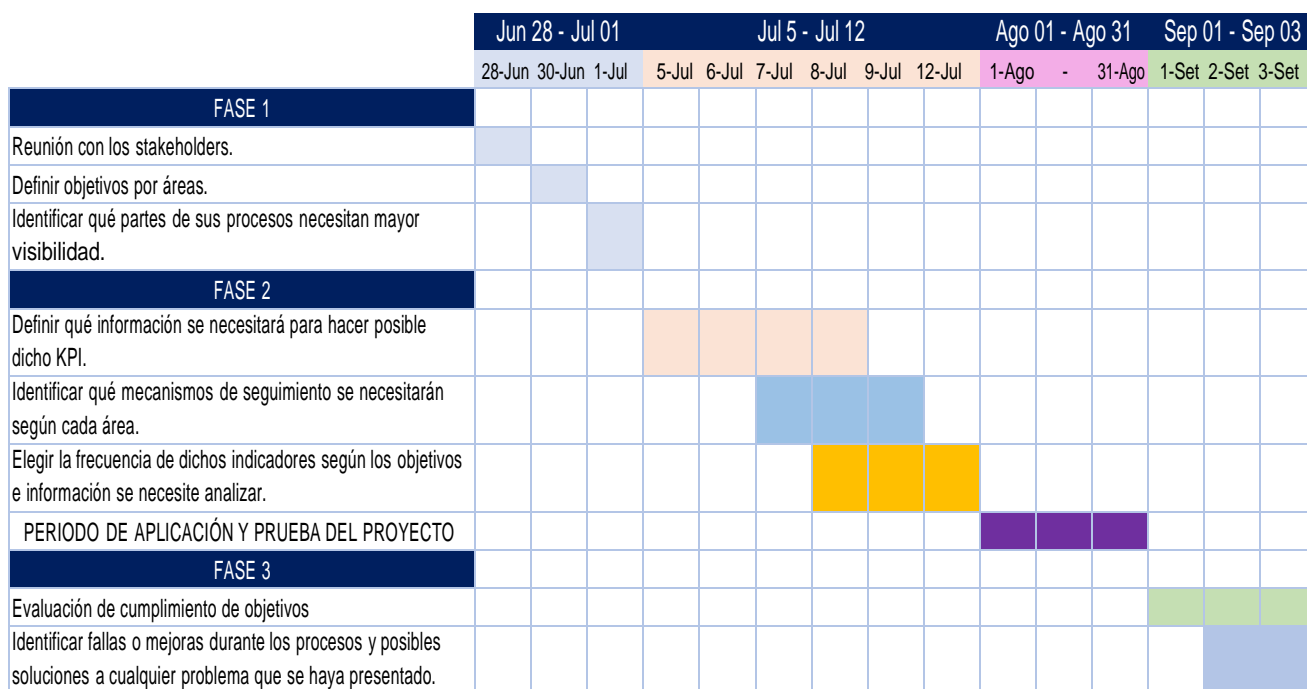 Jun 28 - Jul 01 Jul 5 - Jul 12 Ago 01 - Ago 31 Sep 01 - Sep 03
28-Jun 30-Jun 1-Jul 5-Jul 6-Jul 7-Jul 8-Jul 9-Jul 12-Jul 1-Ago - 31-Ago 1-Set 2-Set 3-Set
FASE 1
Reunión con los stakeholders.
Definir objetivos por áreas.
Identificar qué partes de sus procesos necesitan mayor
visibilidad.
FASE 2
Definir qué información se necesitará para hacer posible
dicho KPI.
Identificar qué mecanismos de seguimiento se necesitarán
según cada área.
Elegir la frecuencia de dichos indicadores según los objetivos
e información se necesite analizar.
PERIODO DE APLICACIÓN Y PRUEBA DEL PROYECTO
FASE 3
Evaluación de cumplimiento de objetivos
Identificar fallas o mejoras durante los procesos y posibles
soluciones a cualquier problema que se haya presentado.